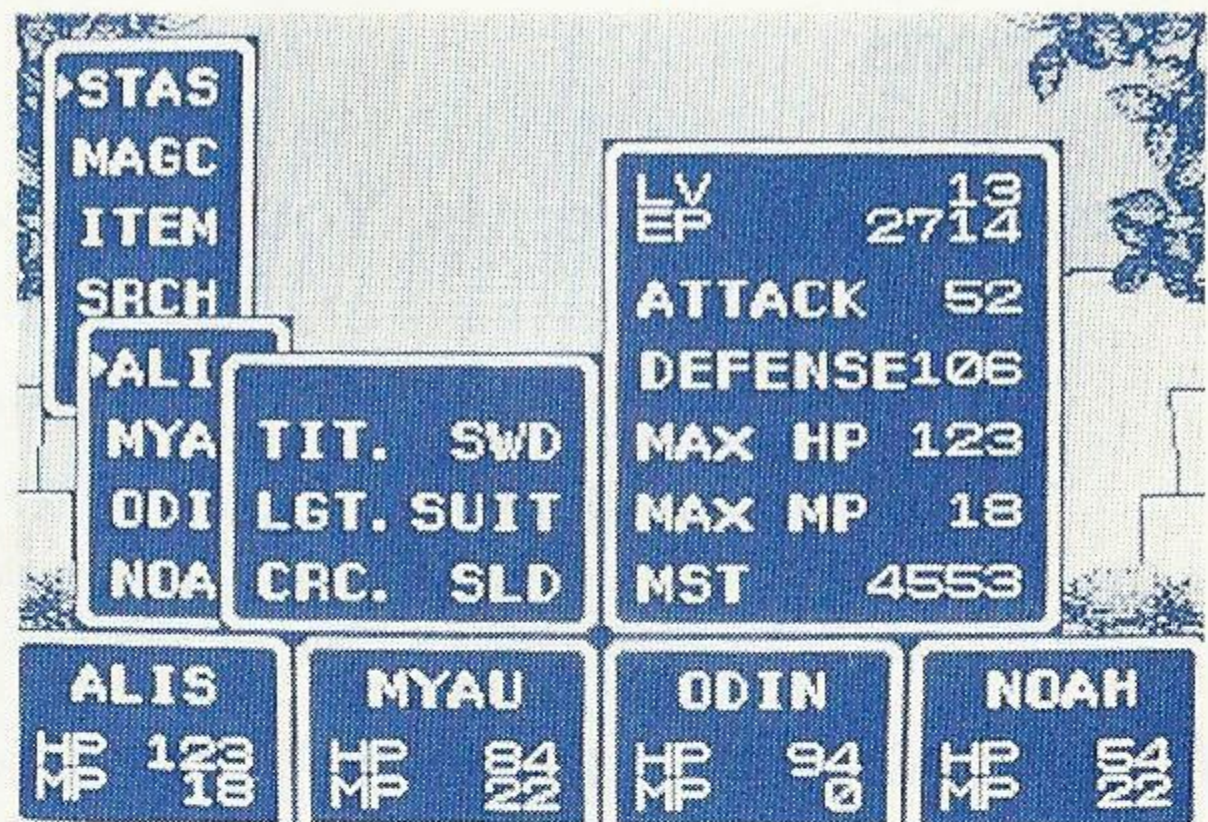 STAS
MAGC
ITEM
SRCH
ALI
MYA
ODI
NOA
TIT. SWD
LGT. SUIT
CRC. SLD
LV 13
EP 2714
ATTACK 52
DEFENSE106
MAX HP 123
MAX MP 18
MST 4553
ALIS
HP 123
MP 18
MYAU
HP 84
MP 22
ODIN
HP 94
MP 0
NOAH
HP 54
MP 22